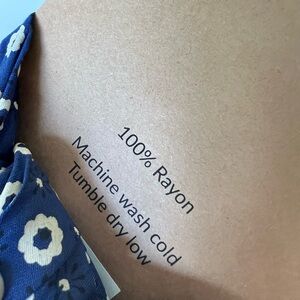 100% Rayon
Machine wash cold
Tumble dry low